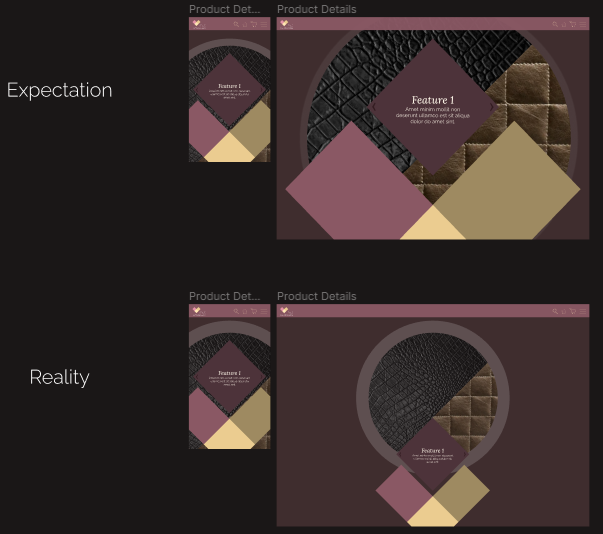 Product Det...
Product Details
Expectation
Feature 1
Feature 1
Amet minim mollit non
deserunt ullamco est sit aliqua
dolor do amet sint.
Product Det...
Product Details
Reality
Feature 1
Feature 1